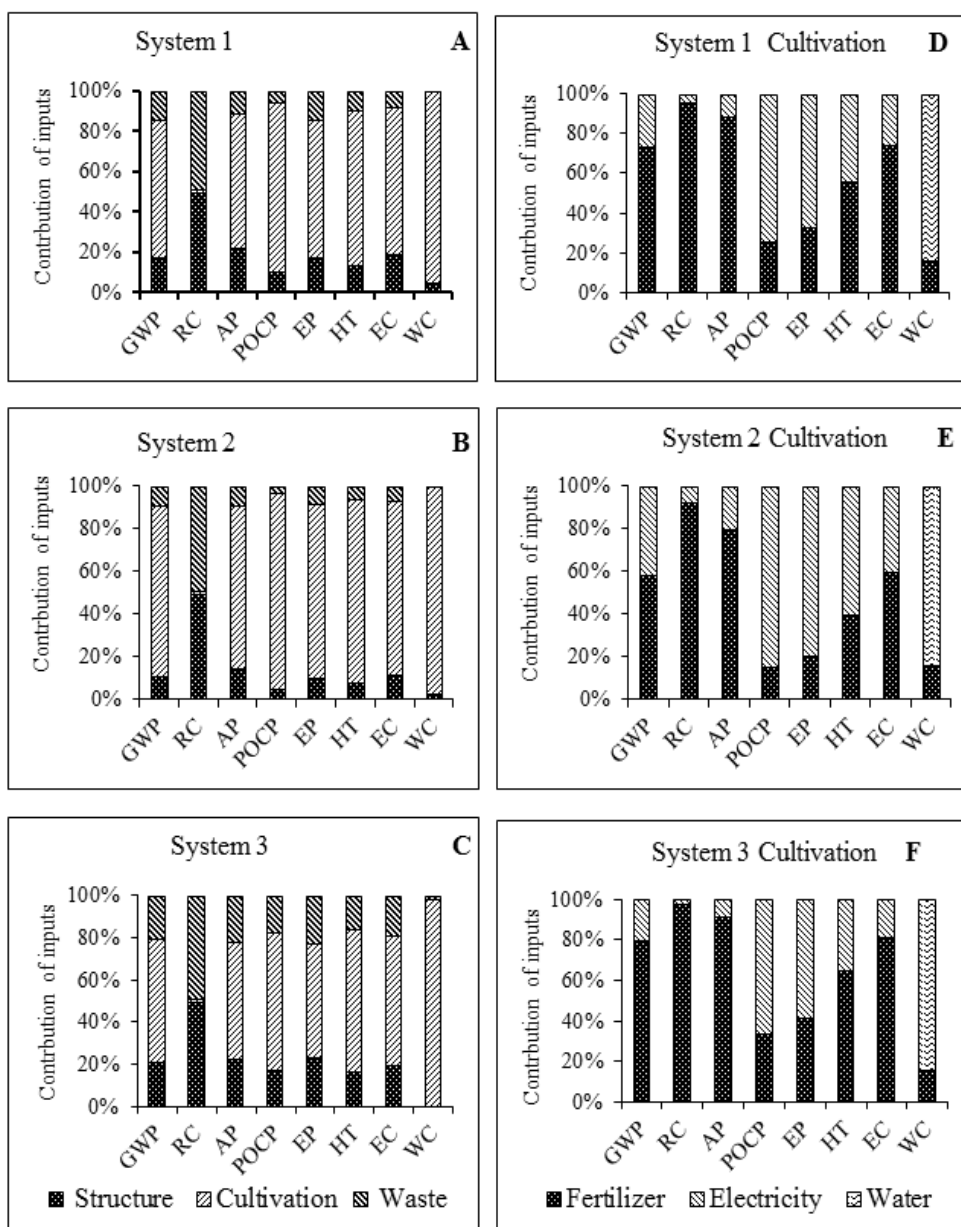 System 1 A
Contrbution of inputs
100%
80%
60%
40%
20%
0%
GWP RC AP POCP EP HT EC WC
System 1 Cultivation D
Contrbution of inputs
100%
80%
60%
40%
20%
0%
GWP RC AP POCP EP HT EC WC
System 2 B
Contrbution of inputs
100%
80%
60%
40%
20%
0%
GWP RC AP POCP EP HT EC WC
System 2 Cultivation E
Contrbution of inputs
100%
80%
60%
40%
20%
0%
GWP RC AP POCP EP HT EC WC
System 3 C
Contrbution of inputs
100%
80%
60%
40%
20%
0%
GWP RC AP POCP EP HT EC WC
Structure Cultivation Waste
System 3 Cultivation F
Contrbution of inputs
100%
80%
60%
40%
20%
0%
GWP RC AP POCP EP HT EC WC
Fertilizer Electricity Water